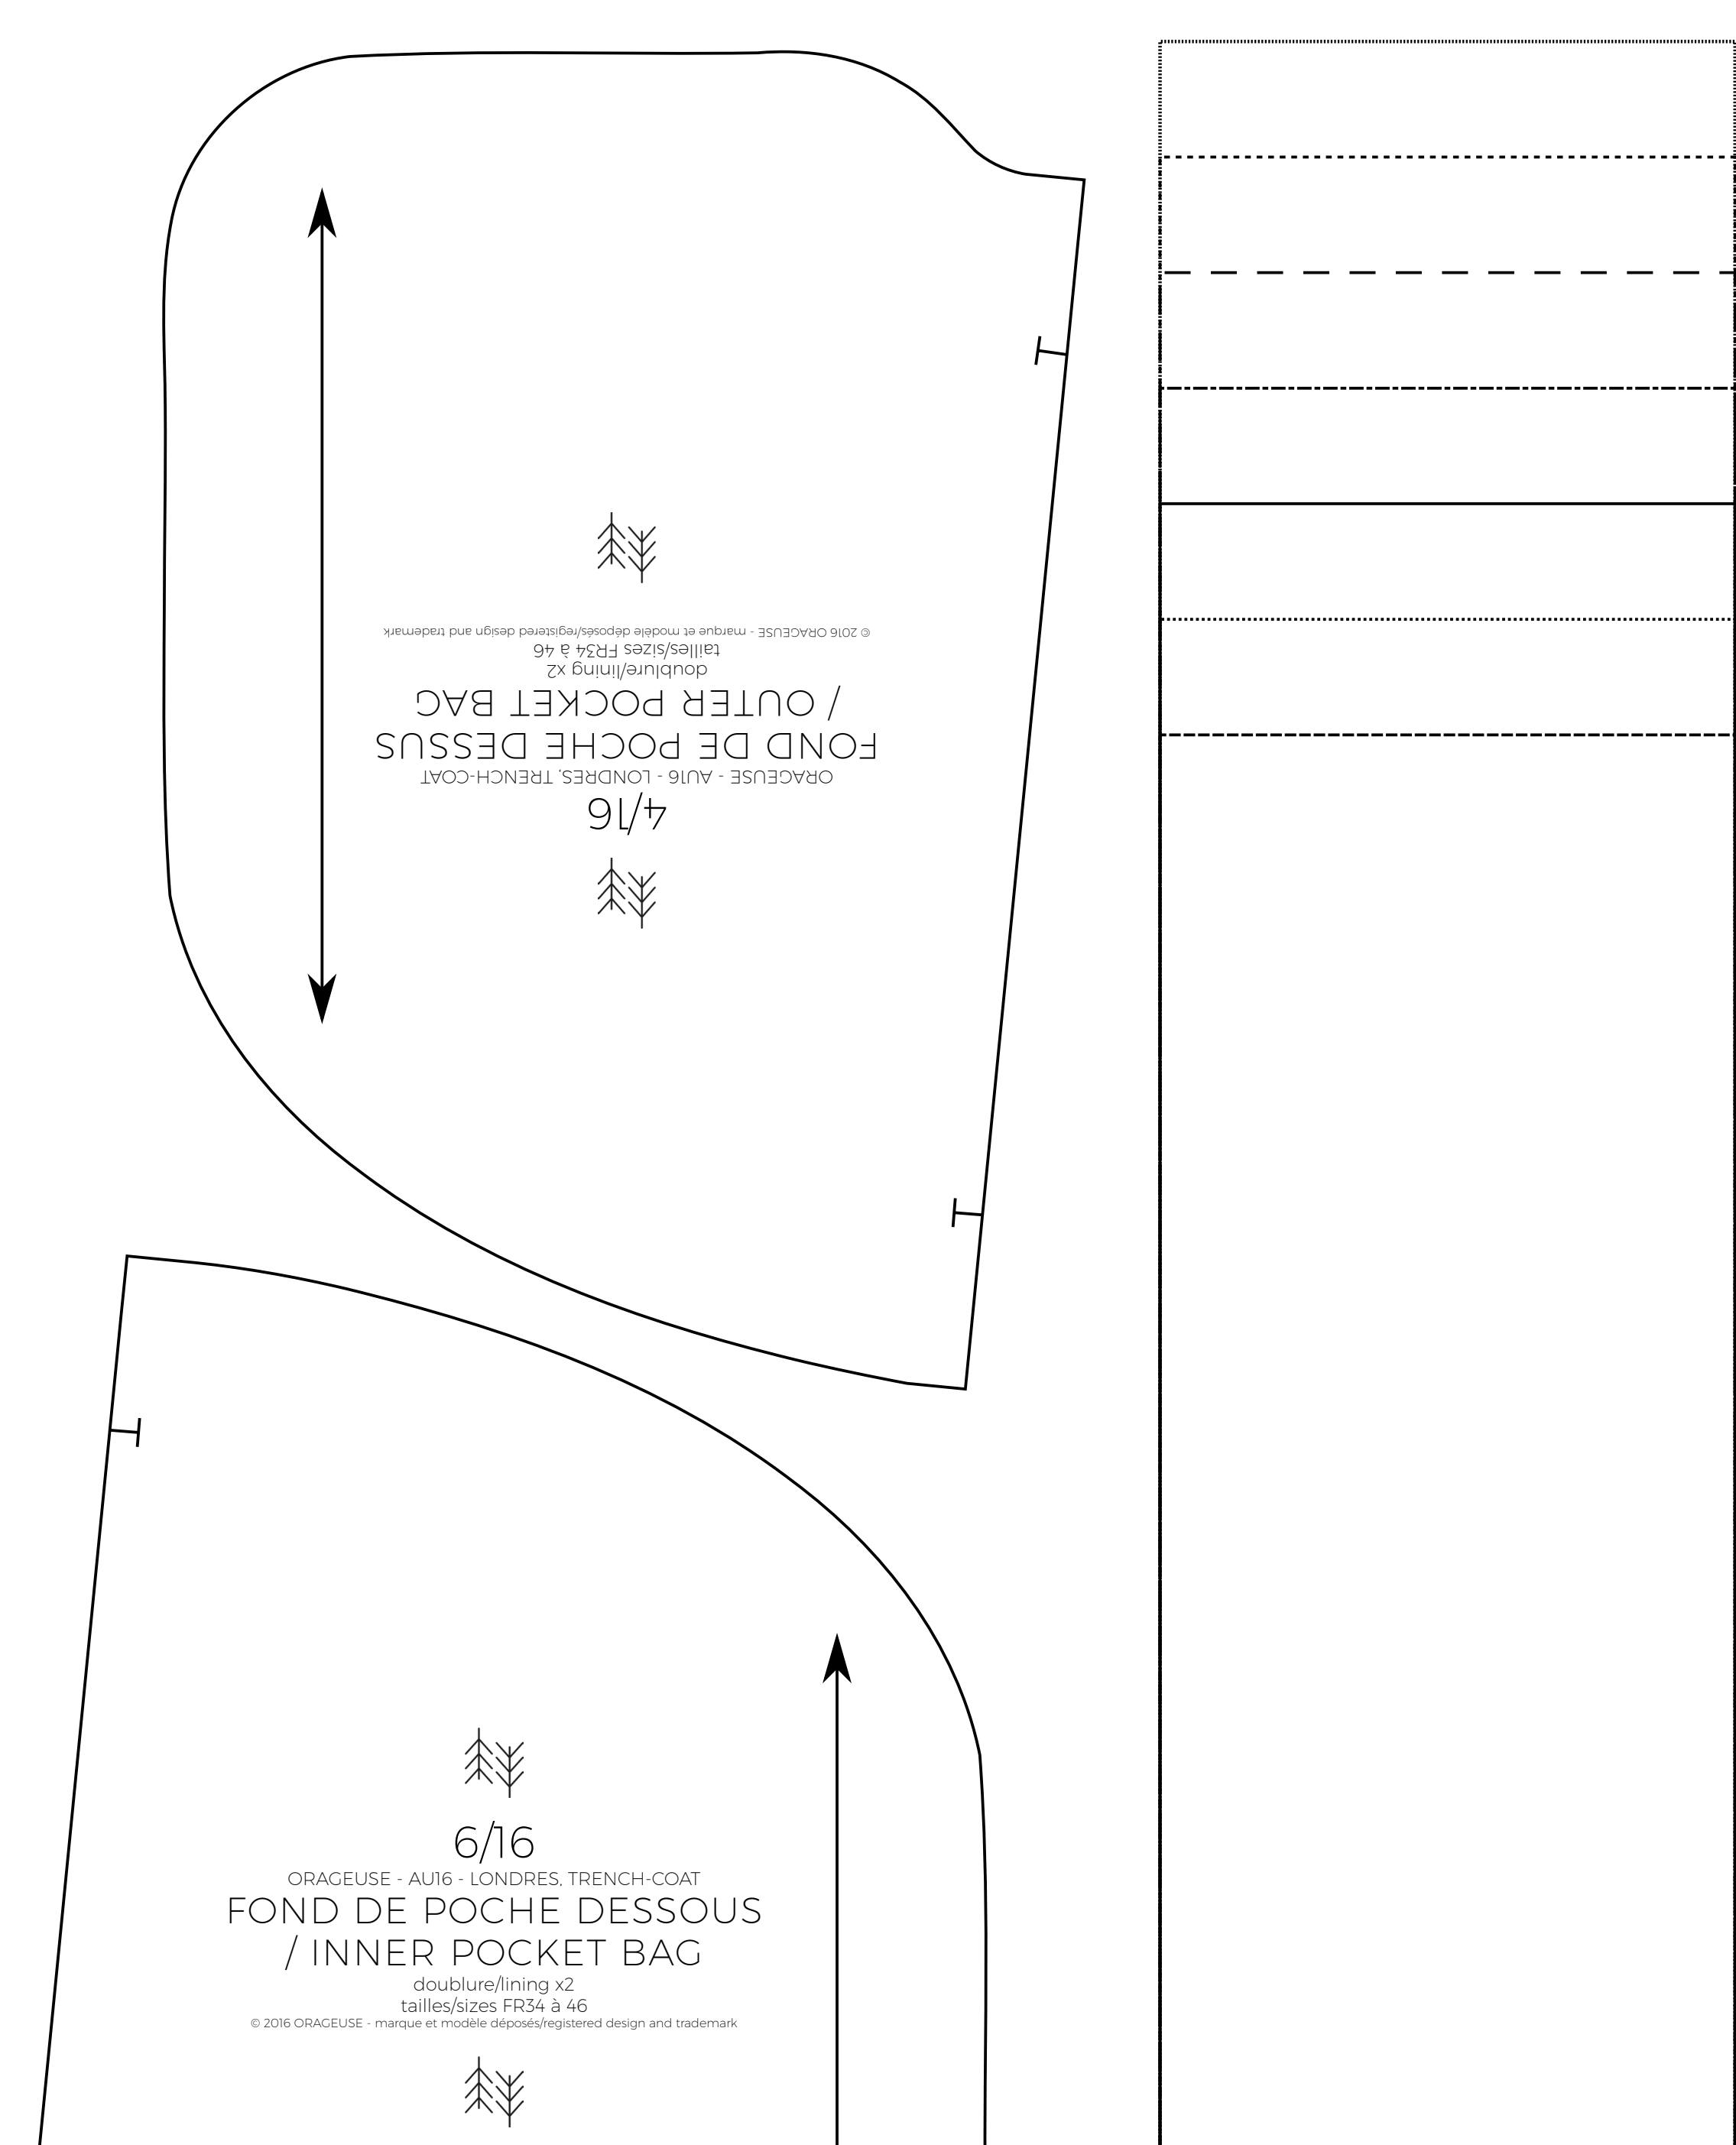 4/16
ORAGEUSE - AU16 - LONDRES, TRENCH-COAT
FOND DE POCHE DESSUS
/ OUTER POCKET BAG
doublure/lining x2
tailles/sizes FR34 à 46
© 2016 ORAGEUSE - marque et modèle déposés/registered design and trademark
6/16
ORAGEUSE - AU16 - LONDRES, TRENCH-COAT
FOND DE POCHE DESSOUS
/ INNER POCKET BAG
doublure/lining x2
tailles/sizes FR34 à 46
© 2016 ORAGEUSE - marque et modèle déposés/registered design and trademark